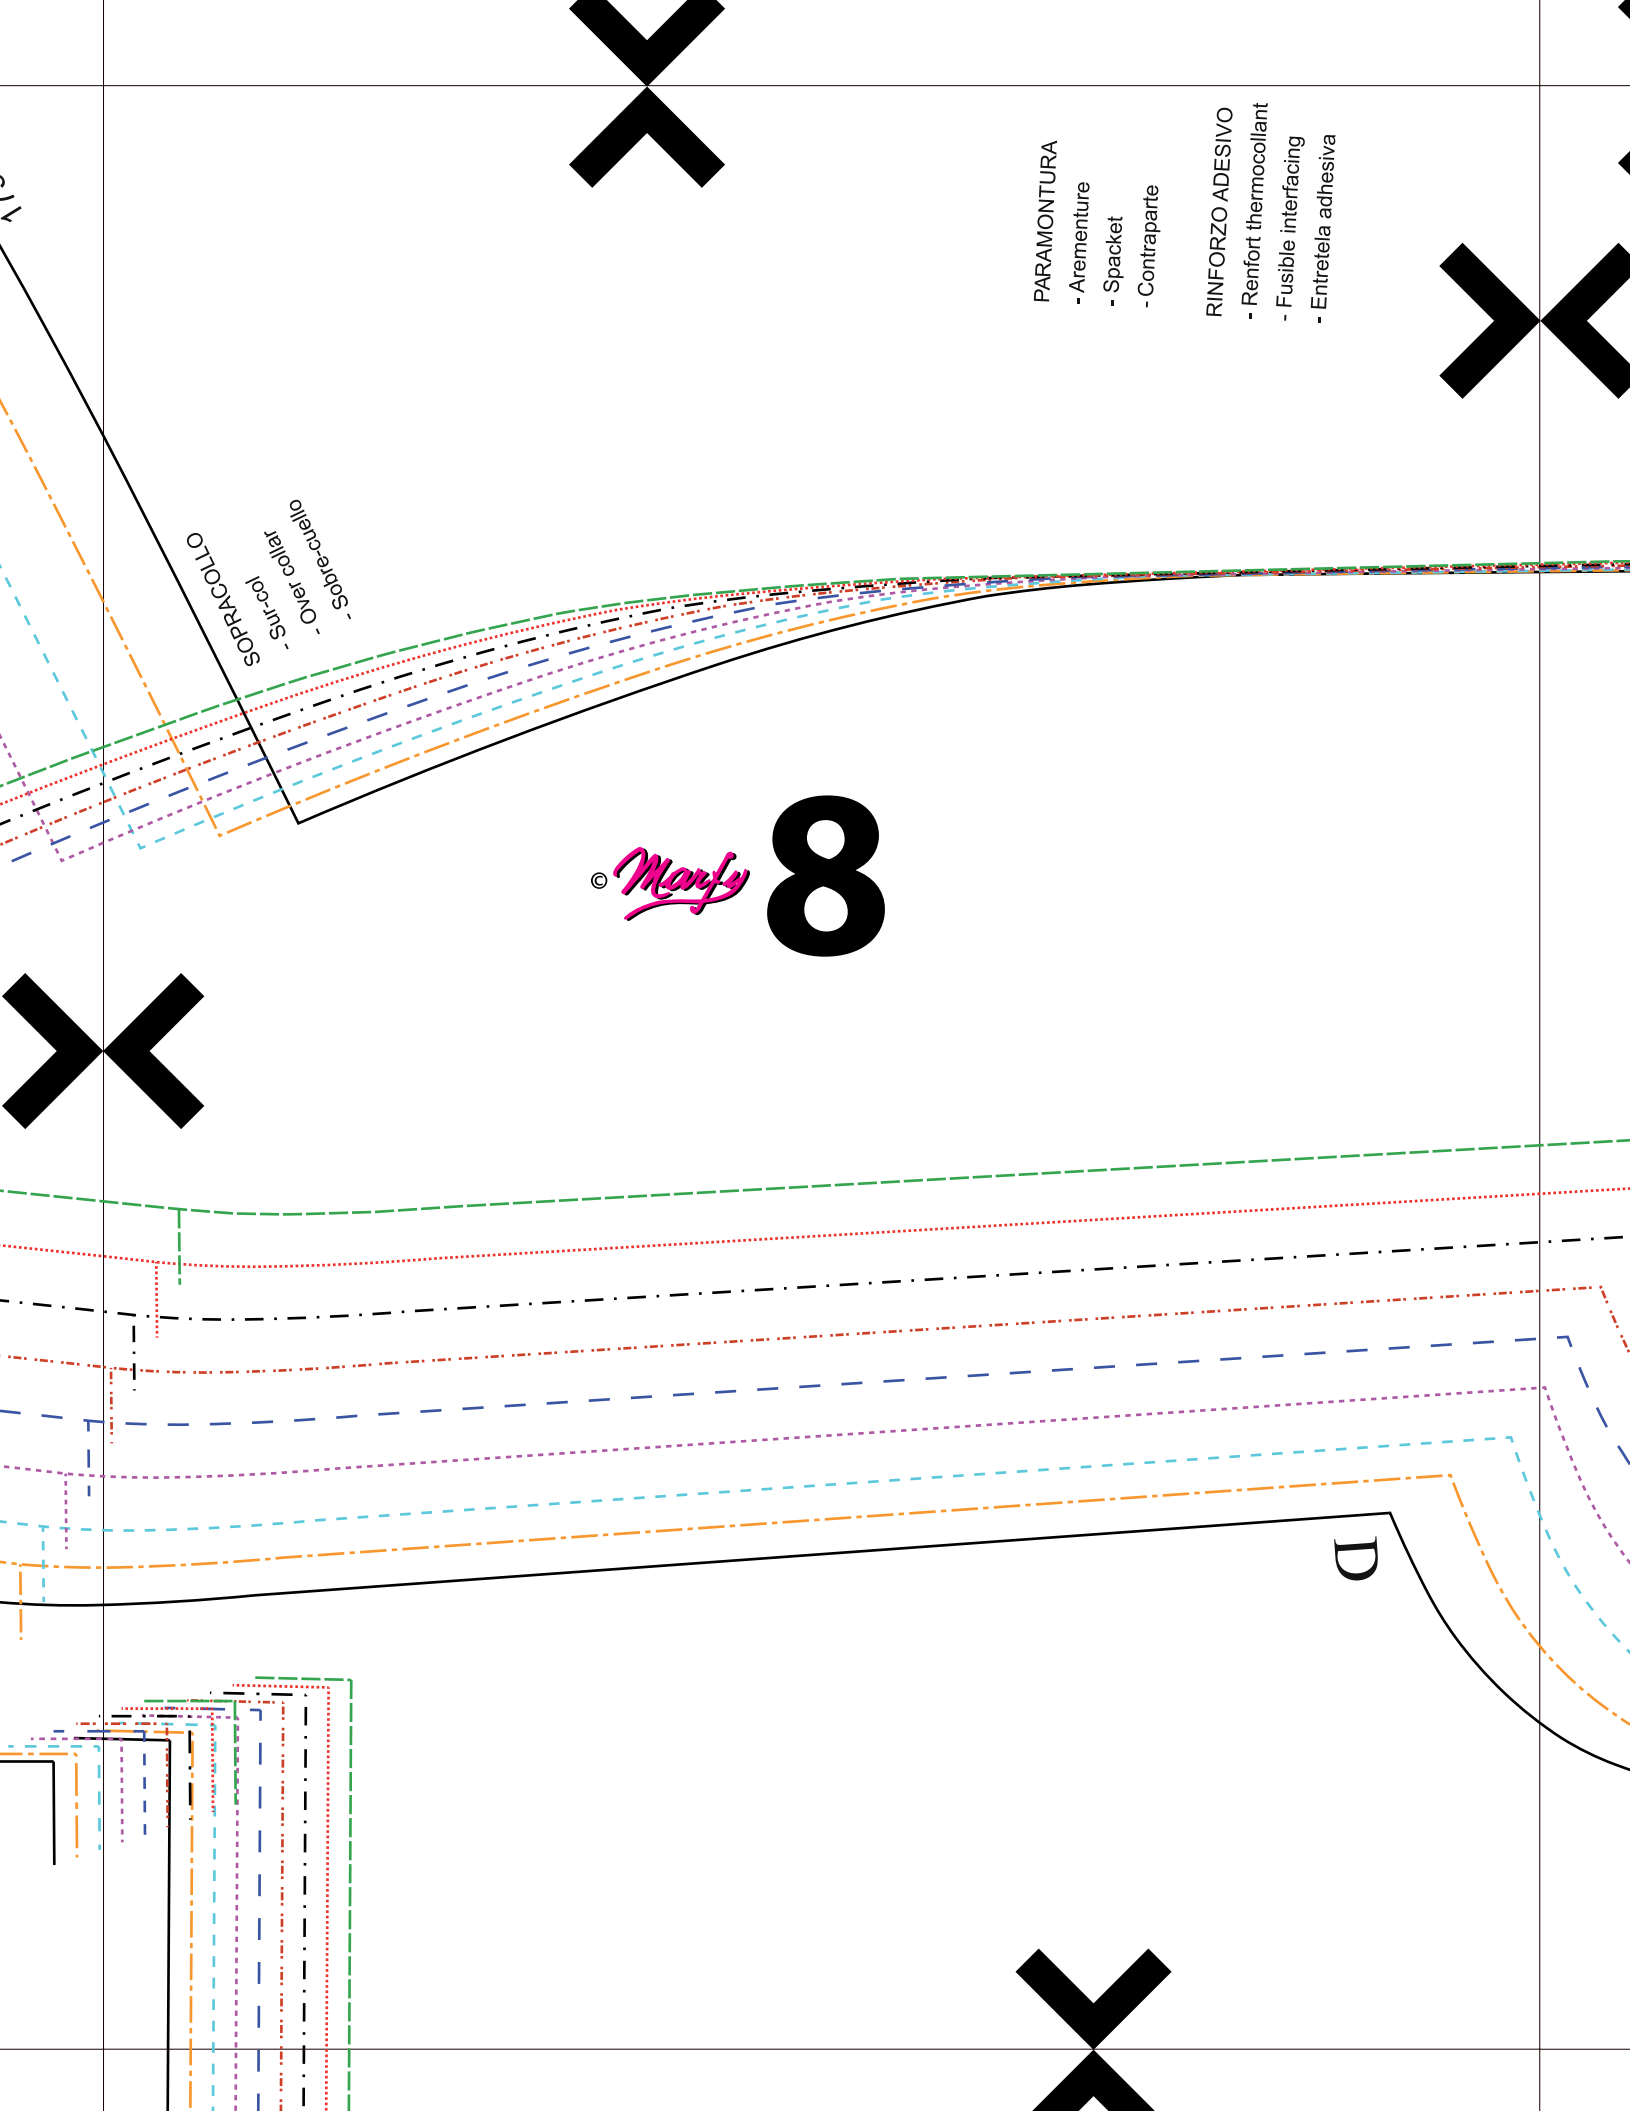 PARAMONTURA
- Arementure
- Spacket
- Contraparte
RINFORZO ADESIVO
- Renfort thermocollant
- Fusible interfacing
- Entretela adhesiva
SOPRACOLLO
- Sur-col
- Over collar
- Sobre-cuello
© Marfy 8
D